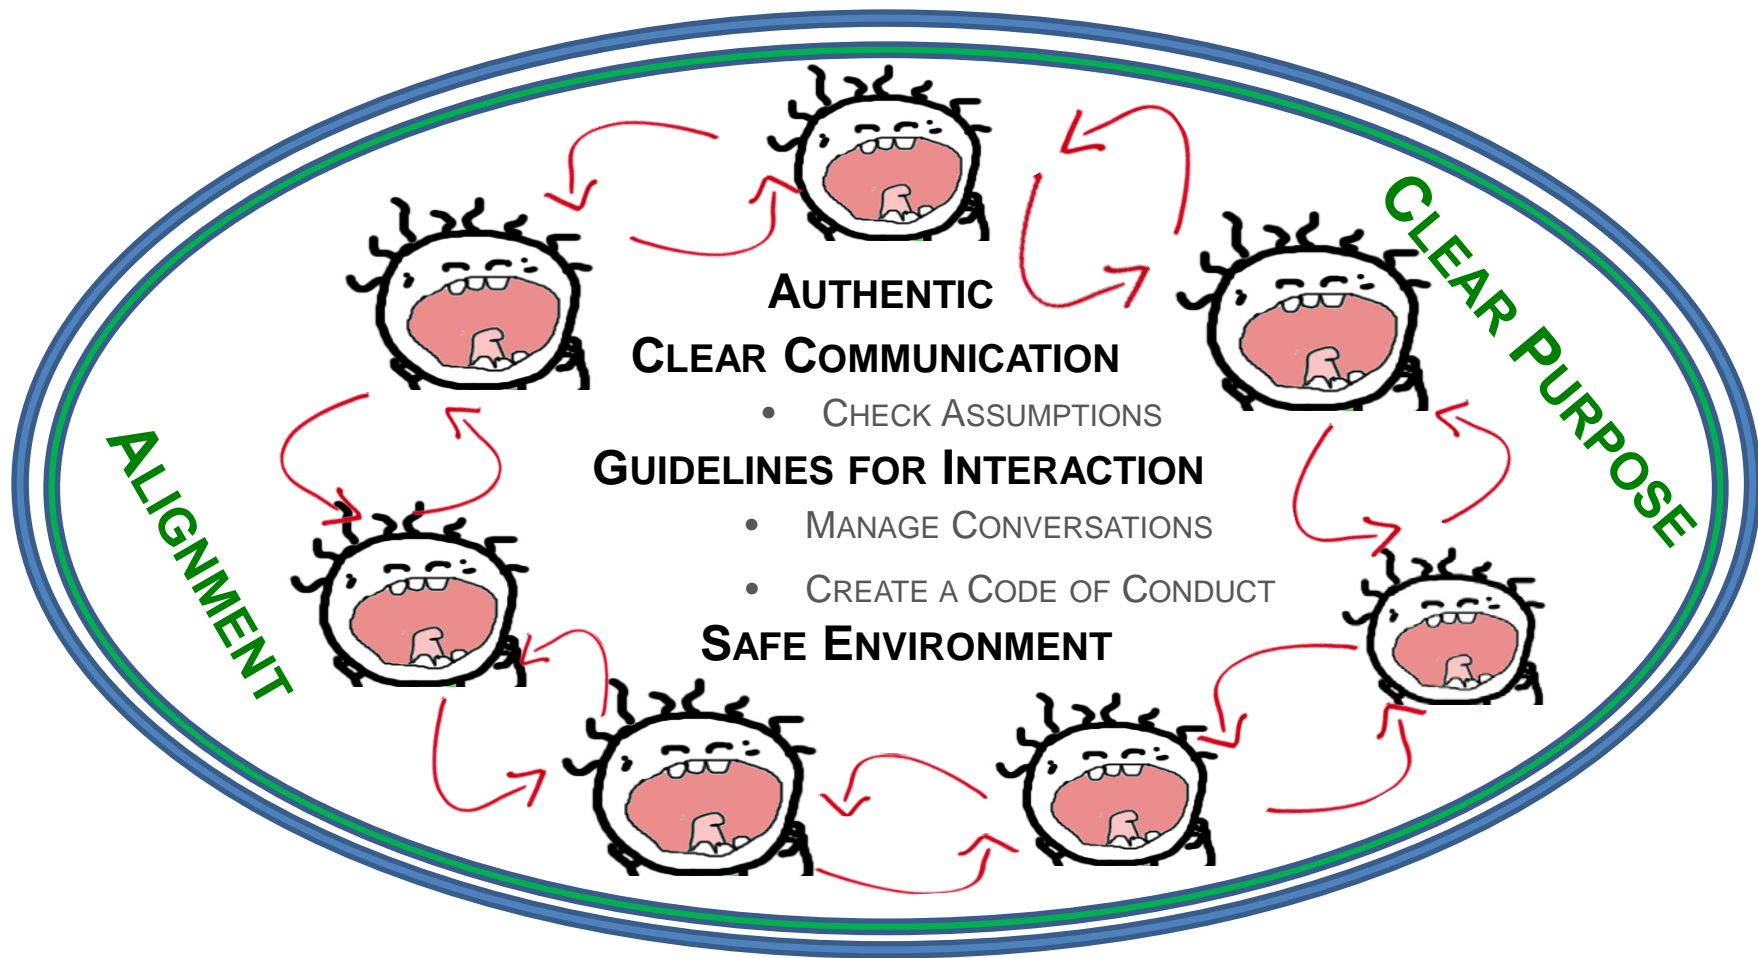 AUTHENTIC
CLEAR COMMUNICATION
• CHECK ASSUMPTIONS
GUIDELINES FOR INTERACTION
• MANAGE CONVERSATIONS
• CREATE A CODE OF CONDUCT
SAFE ENVIRONMENT
ALIGNMENT
CLEAR PURPOSE